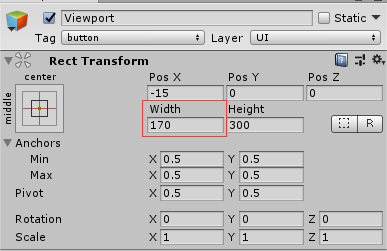 Viewport Static
Tag button Layer UI
Rect Transform
center
middle
Pos X Pos Y Pos Z
-15 0 0
Width Height
170 300 R
Anchors
Min X 0.5 Y 0.5
Max X 0.5 Y 0.5
Pivot X 0.5 Y 0.5
Rotation X 0 Y 0 Z 0
Scale X 1 Y 1 Z 1